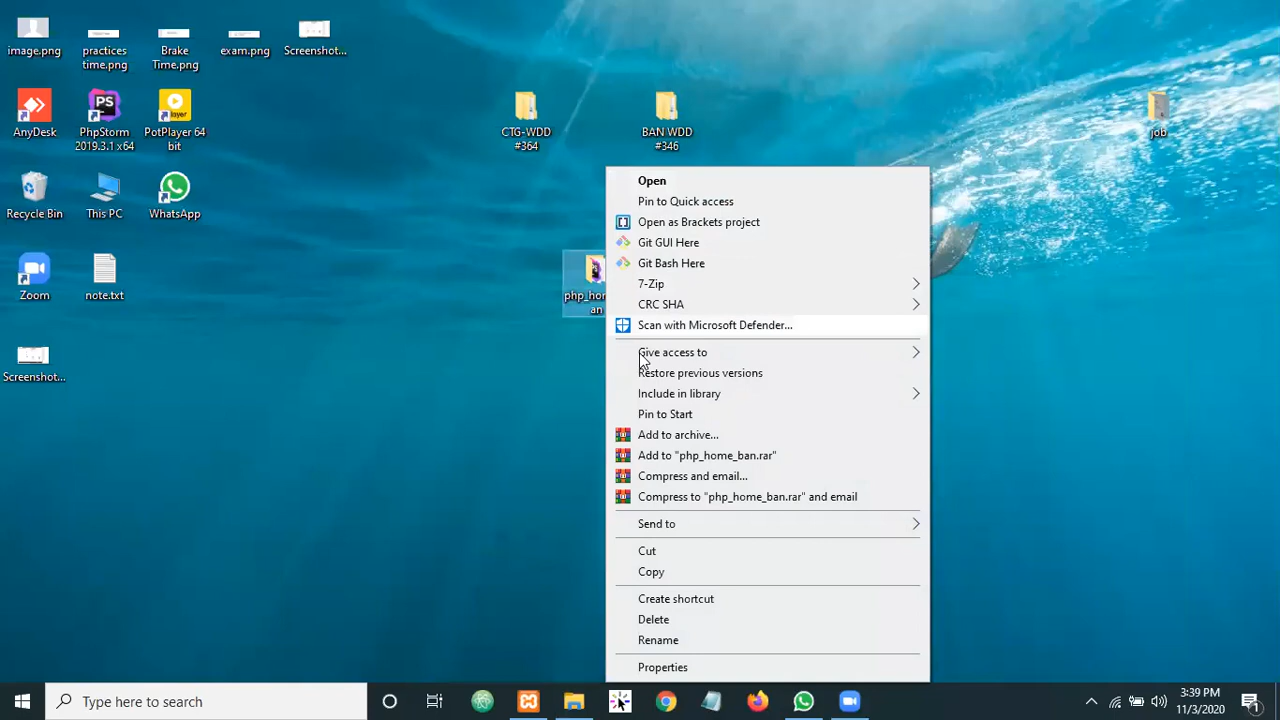 image.png
practices
time.png
Brake
Time.png
exam.png
Screenshot...
AnyDesk
PhpStorm
2019.3.1 x64
PotPlayer 64
bit
CTG-WDD
#364
BAN WDD
#346
job
Recycle Bin
This PC
WhatsApp
Zoom
note.txt
Screenshot...
php_hom
an
Open
Pin to Quick access
Open as Brackets project
Git GUI Here
Git Bash Here
7-Zip
CRC SHA
Scan with Microsoft Defender...
Give access to
Restore previous versions
Include in library
Pin to Start
Add to archive...
Add to "php_home_ban.rar"
Compress and email...
Compress to "php_home_ban.rar" and email
Send to
Cut
Copy
Create shortcut
Delete
Rename
Properties
Type here to search
3:39 PM
11/3/2020
1